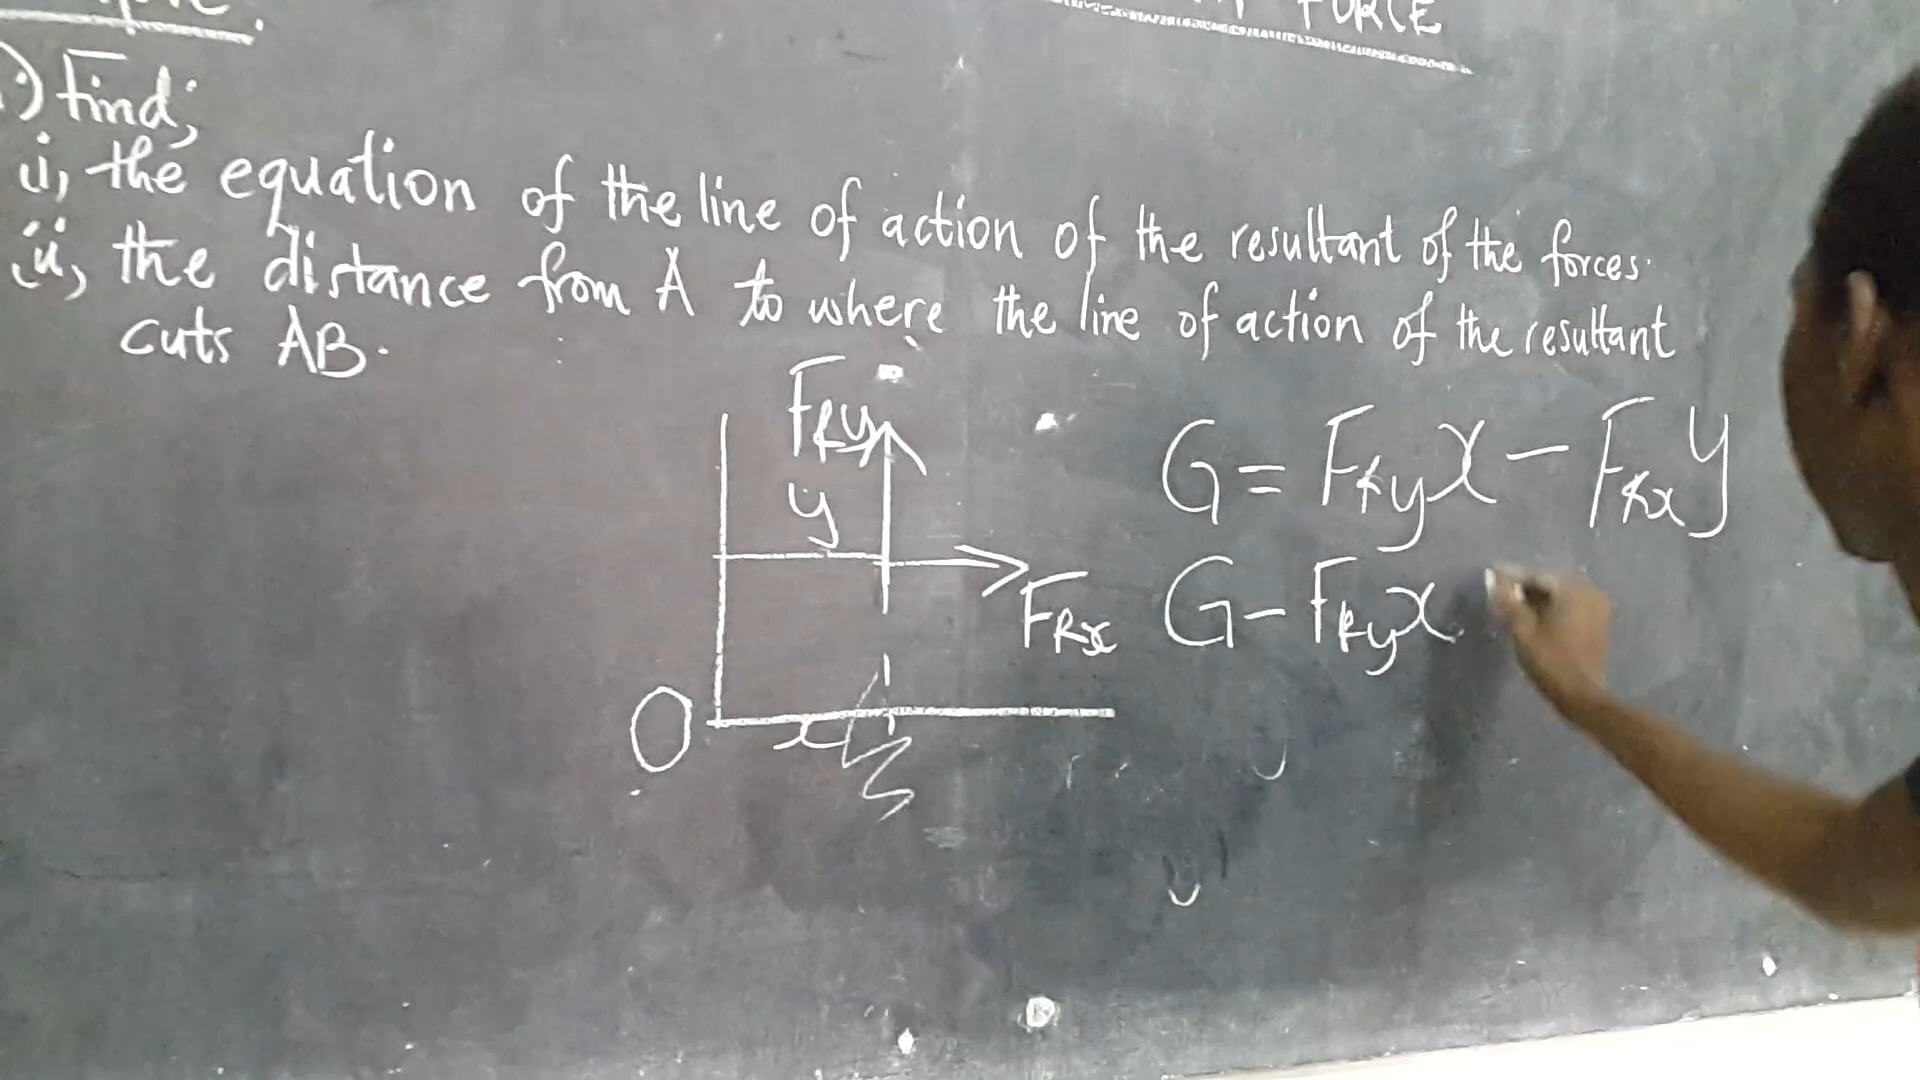 FORCE
Find;
i, the equation of the line of action of the resultant of the forces.
ii, the distance from A to where the line of action of the resultant
cuts AB.
FRy
y
G = FRyx - FRxy
FRx
G - FRyx
O
x